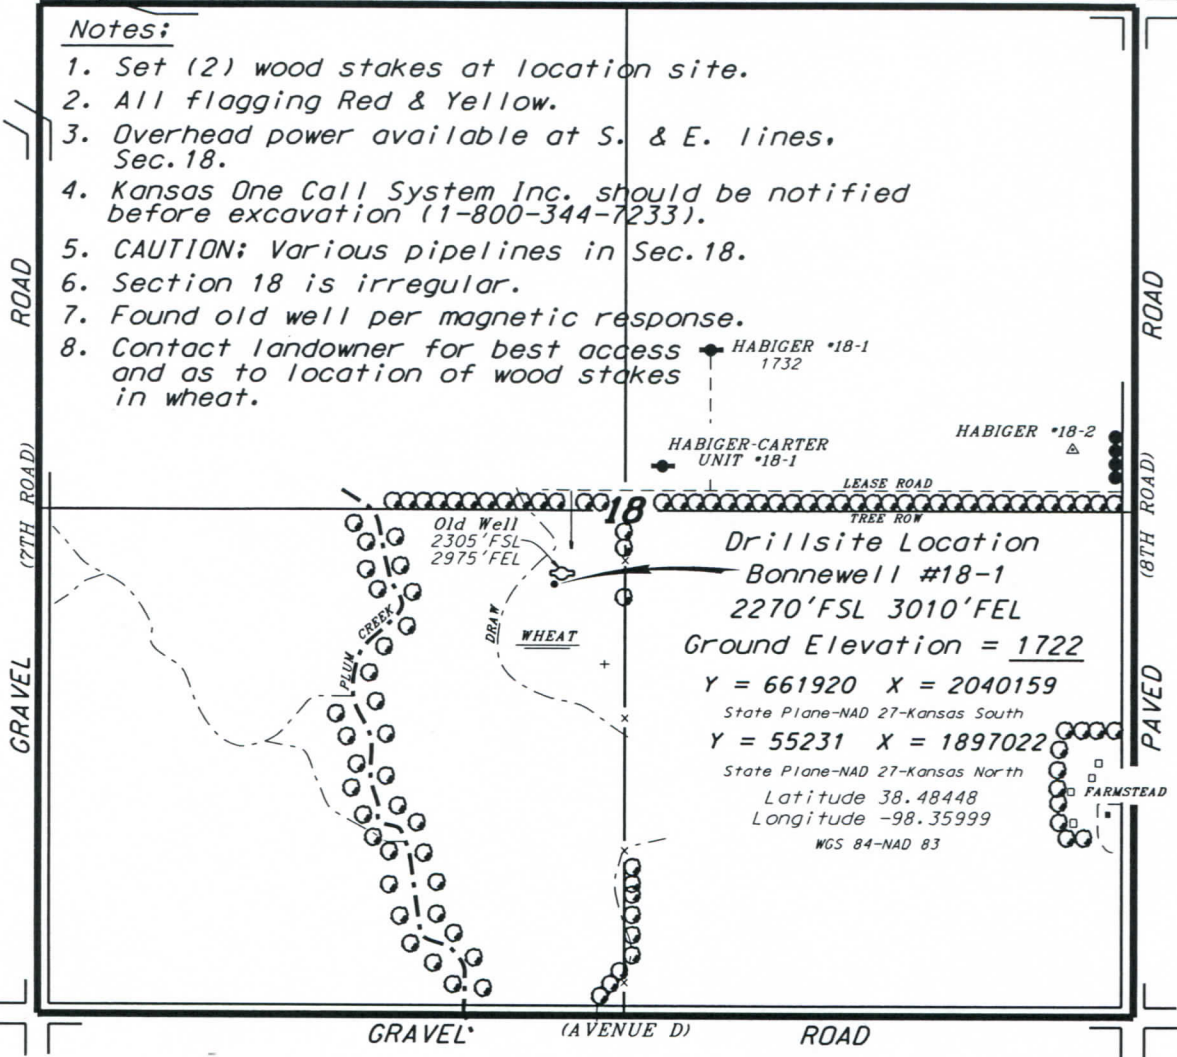 Notes:
1. Set (2) wood stakes at location site.
2. All flagging Red & Yellow.
3. Overhead power available at S. & E. lines,
Sec.18.
4. Kansas One Call System Inc. should be notified
before excavation (1-800-344-7233).
5. CAUTION: Various pipelines in Sec.18.
6. Section 18 is irregular.
7. Found old well per magnetic response.
8. Contact landowner for best access
and as to location of wood stakes
in wheat.
HABIGER #18-1
1732
HABIGER-CARTER
UNIT #18-1
HABIGER #18-2
LEASE ROAD
TREE ROW
18
Old Well
2305'FSL
2975'FEL
Drillsite Location
Bonnewell #18-1
2270'FSL 3010'FEL
Ground Elevation = 1722
Y = 661920 X = 2040159
State Plane-NAD 27-Kansas South
Y = 55231 X = 1897022
State Plane-NAD 27-Kansas North
Latitude 38.48448
Longitude -98.35999
WGS 84-NAD 83
DRAW
WHEAT
PLUM CREEK
FARMSTEAD
GRAVEL (7TH ROAD) ROAD
PAVED (8TH ROAD) ROAD
GRAVEL (AVENUE D) ROAD